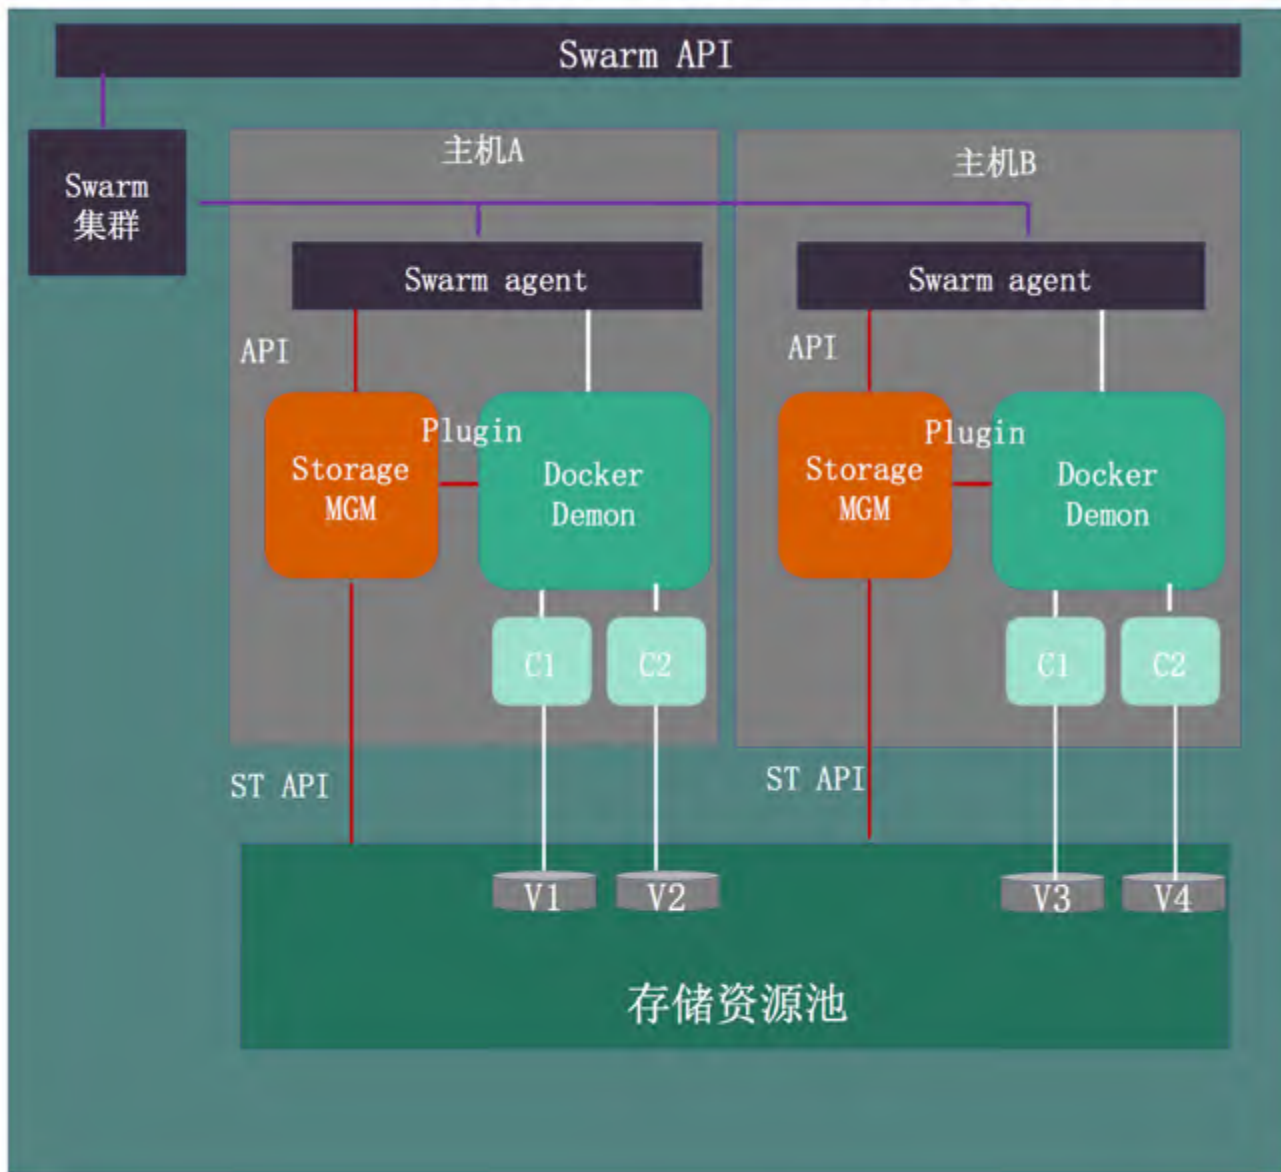 Swarm API
Swarm
集群
主机A
主机B
Swarm agent
Swarm agent
API
API
Storage
MGM
Plugin
Docker
Demon
Storage
MGM
Plugin
Docker
Demon
C1
C2
C1
C2
ST API
ST API
V1
V2
V3
V4
存储资源池